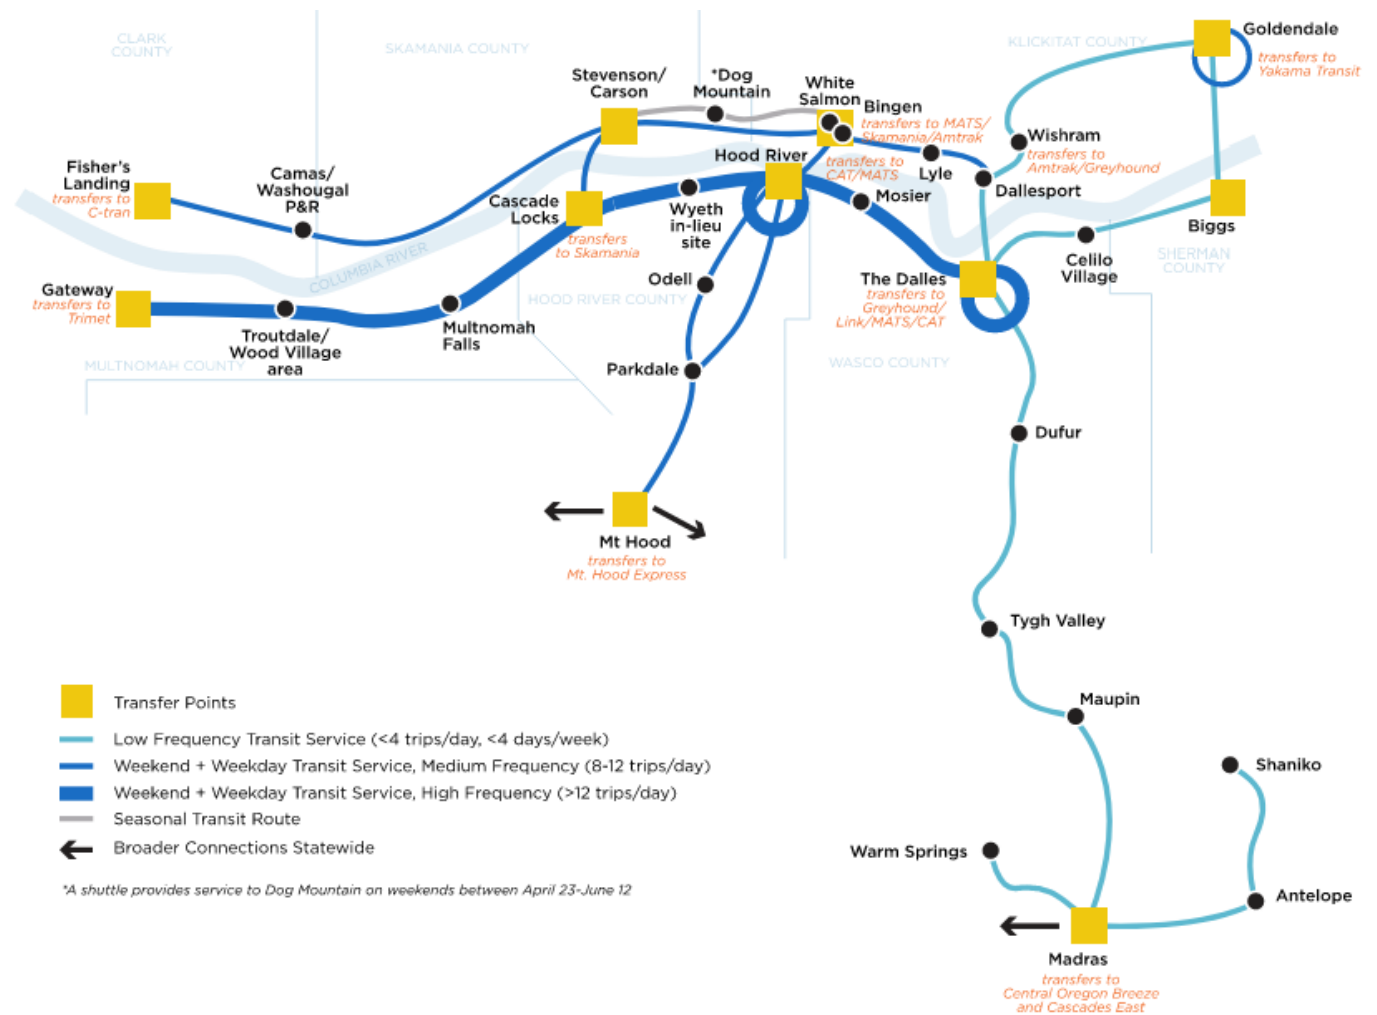 CLARK
COUNTY
SKAMANIA COUNTY
KLICKITAT COUNTY
Goldendale
transfers to
Yakama Transit
Stevenson/
Carson
*Dog
Mountain
White
Salmon
Bingen
transfers to MATS/
Skamania/Amtrak
Wishram
transfers to
Amtrak/Greyhound
Fisher's
Landing
transfers to
C-tran
Camas/
Washougal
P&R
Hood River
transfers to
CAT/MATS
Lyle
Dallesport
Cascade
Locks
transfers
to Skamania
Wyeth
in-lieu
site
Mosier
Biggs
COLUMBIA RIVER
Celilo
Village
SHERMAN
COUNTY
Gateway
transfers to
Trimet
Odell
HOOD RIVER COUNTY
The Dalles
transfers to
Greyhound/
Link/MATS/CAT
Troutdale/
Wood Village
area
Multnomah
Falls
MULTNOMAH COUNTY
Parkdale
WASCO COUNTY
Dufur
Mt Hood
transfers to
Mt. Hood Express
Tygh Valley
Maupin
Shaniko
Warm Springs
Antelope
Madras
transfers to
Central Oregon Breeze
and Cascades East
Transfer Points
Low Frequency Transit Service (<4 trips/day, <4 days/week)
Weekend + Weekday Transit Service, Medium Frequency (8-12 trips/day)
Weekend + Weekday Transit Service, High Frequency (>12 trips/day)
Seasonal Transit Route
Broader Connections Statewide
*A shuttle provides service to Dog Mountain on weekends between April 23-June 12